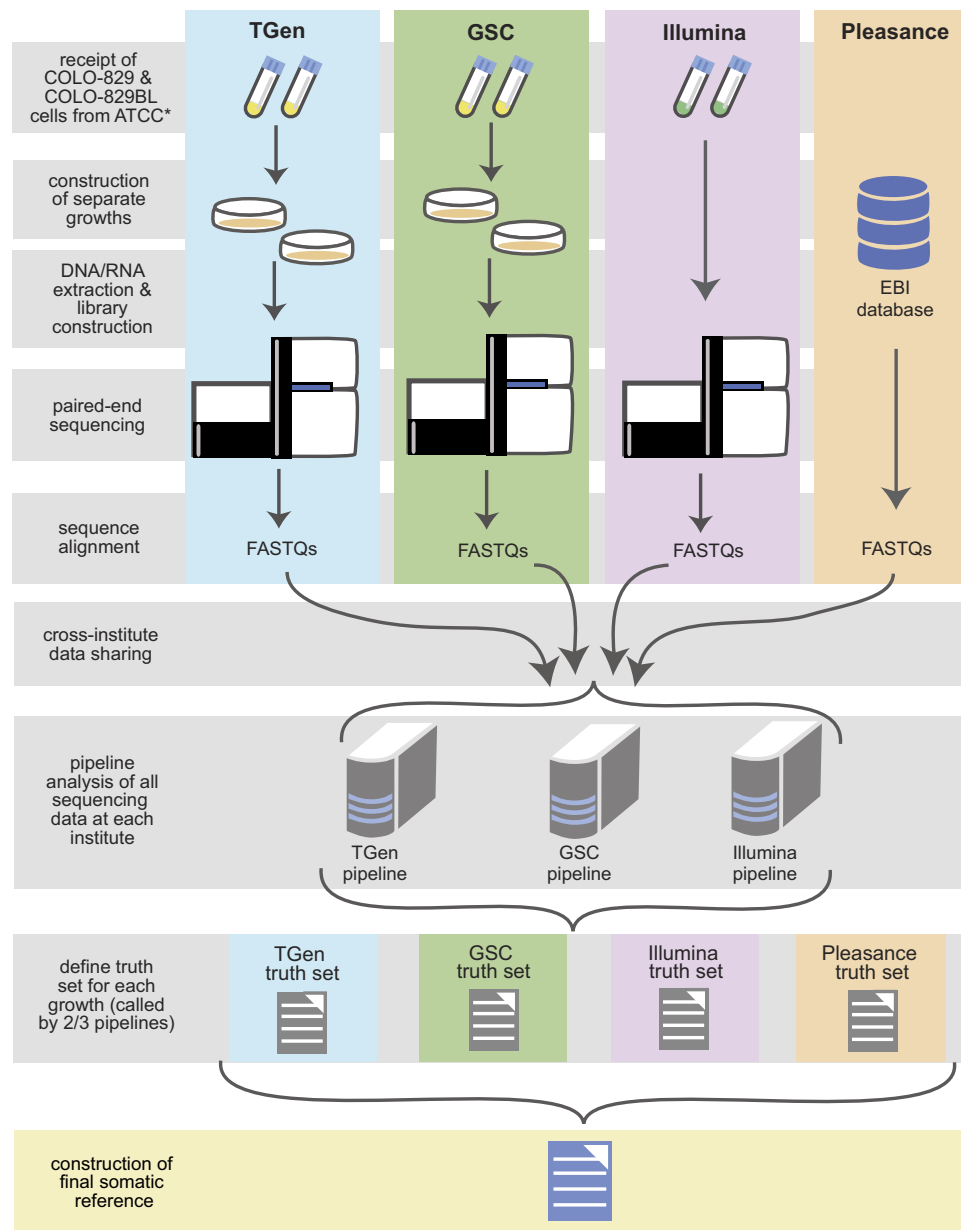 TGen
GSC
Illumina
Pleasance
receipt of
COLO-829 &
COLO-829BL
cells from ATCC*
construction
of separate
growths
DNA/RNA
extraction &
library
construction
EBI
database
paired-end
sequencing
sequence
alignment
FASTQs
FASTQs
FASTQs
FASTQs
cross-institute
data sharing
pipeline
analysis of all
sequencing
data at each
institute
TGen
pipeline
GSC
pipeline
Illumina
pipeline
define truth
set for each
growth (called
by 2/3 pipelines)
TGen
truth set
GSC
truth set
Illumina
truth set
Pleasance
truth set
construction of
final somatic
reference